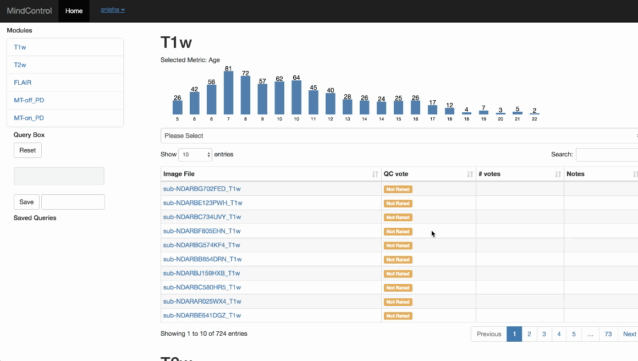 MindControl Home
Modules
T1w
T2w
FLAIR
MT-off_PD
MT-on_PD
Query Box
Reset
Save
Saved Queries
T1w
Selected Metric: Age
26 42 56 81 72 57 62 64 45 40 28 26 24 25 26 17 12 4 7 3 5 2
5 6 6 7 8 9 10 10 11 12 13 14 14 15 16 17 18 18 19 20 21 22
Please Select
Show 10 entries Search:
Image File QC vote # votes Notes
sub-NDARBG702FED_T1w Not Rated
sub-NDARBE123PWH_T1w Not Rated
sub-NDARBC734UVY_T1w Not Rated
sub-NDARBF805EHN_T1w Not Rated
sub-NDARBG574KF4_T1w Not Rated
sub-NDARBB854DRN_T1w Not Rated
sub-NDARBJ159HXB_T1w Not Rated
sub-NDARBC580HR5_T1w Not Rated
sub-NDARAR025WX4_T1w Not Rated
sub-NDARBE641DGZ_T1w Not Rated
Showing 1 to 10 of 724 entries Previous 1 2 3 4 5 ... 73 Next